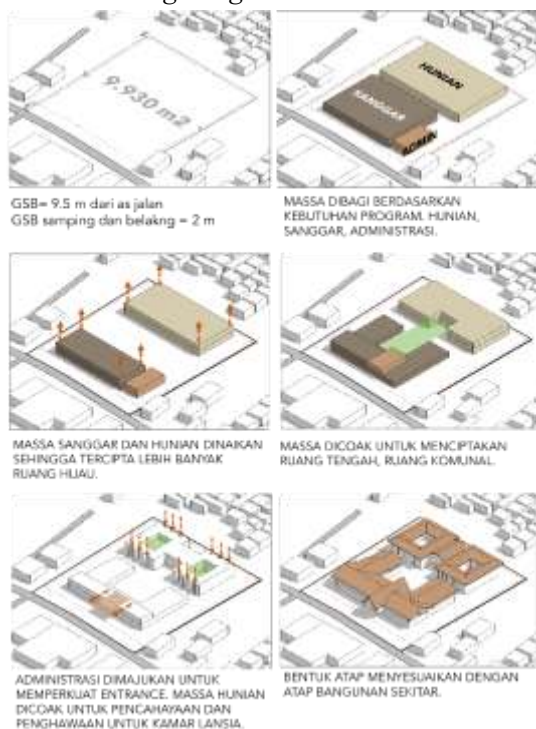 9.930 m2
HUNIAN
SANGGAR
ADMIN
GSB= 9.5 m dari as jalan
GSB samping dan belakng = 2 m
MASSA DIBAGI BERDASARKAN
KEBUTUHAN PROGRAM. HUNIAN,
SANGGAR, ADMINISTRASI.
MASSA SANGGAR DAN HUNIAN DINAIKAN
SEHINGGA TERCIPTA LEBIH BANYAK
RUANG HIJAU.
MASSA DICOAK UNTUK MENCIPTAKAN
RUANG TENGAH, RUANG KOMUNAL.
ADMINISTRASI DIMAJUKAN UNTUK
MEMPERKUAT ENTRANCE. MASSA HUNIAN
DICOAK UNTUK PENCAHAYAAN DAN
PENGHAWAAN UNTUK KAMAR LANSIA.
BENTUK ATAP MENYESUAIKAN DENGAN
ATAP BANGUNAN SEKITAR.